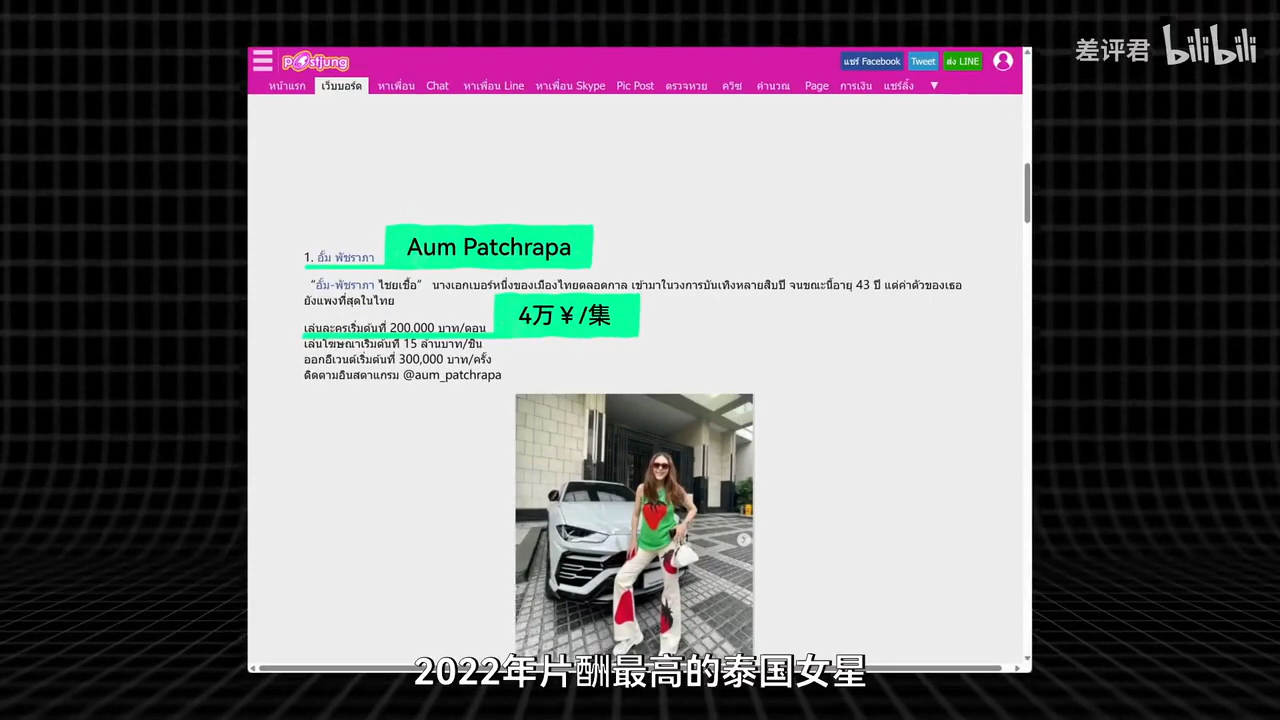 差评君 bilibili
Postjung
แชร์ Facebook Tweet ส่ง LINE
หน้าแรก เว็บบอร์ด หาเพื่อน Chat หาเพื่อน Line หาเพื่อน Skype Pic Post ตรวจหวย ควิซ คำนวณ Page การเงิน แชร์ลิ้ง ▼
1. อั้ม พัชราภา Aum Patchrapa
“อั้ม-พัชราภา ไชยเชื้อ” นางเอกเบอร์หนึ่งของเมืองไทยตลอดกาล เข้ามาในวงการบันเทิงหลายสิบปี จนขณะนี้อายุ 43 ปี แต่ค่าตัวของเธอ
ยังแพงที่สุดในไทย
เล่นละครเริ่มต้นที่ 200.000 บาท/ตอน 4万¥/集
เล่นโฆษณาเริ่มต้นที่ 15 ล้านบาท/ชิ้น
ออกอีเวนต์เริ่มต้นที่ 300,000 บาท/ครั้ง
ติดตามอินสตาแกรม @aum_patchrapa
2022年片酬最高的泰国女星